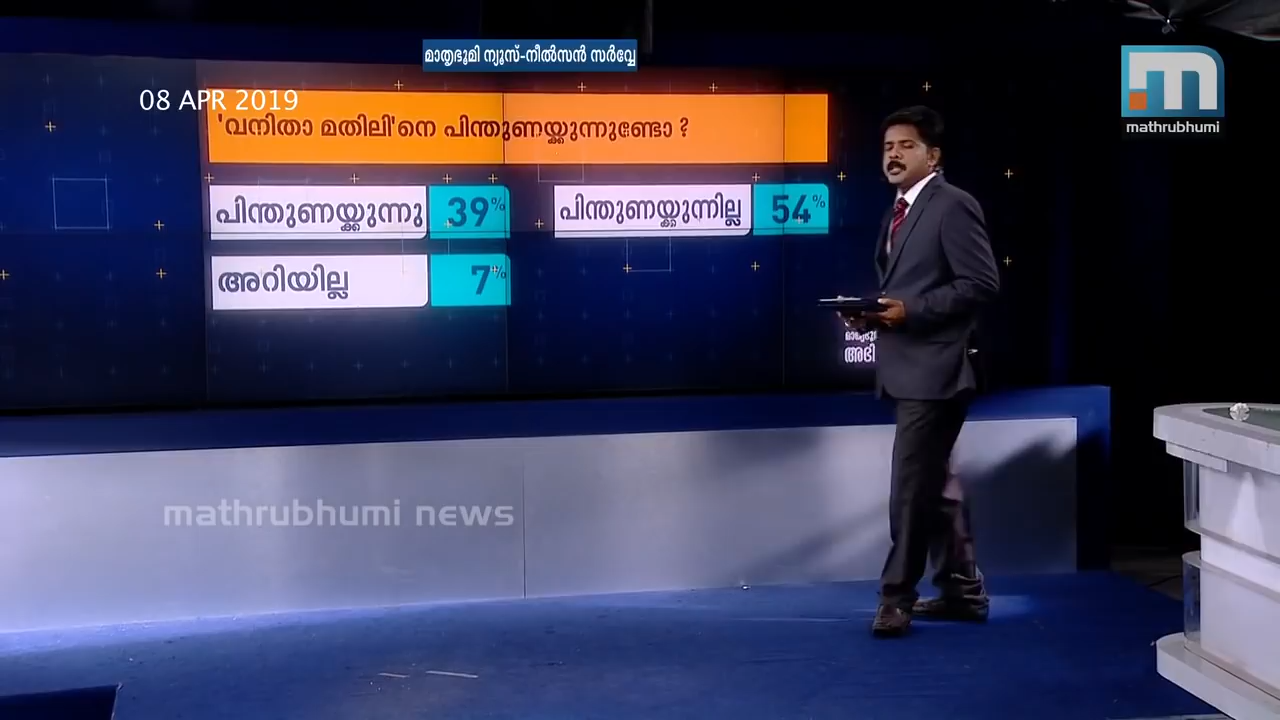 മാതൃഭൂമി ന്യൂസ്-നീൽസൻ സർവ്വേ
08 APR 2019
'വനിതാ മതിലി'നെ പിന്തുണയ്ക്കുന്നുണ്ടോ ?
പിന്തുണയ്ക്കുന്നു 39%
പിന്തുണയ്ക്കുന്നില്ല 54%
അറിയില്ല 7%
mathrubhumi
mathrubhumi news